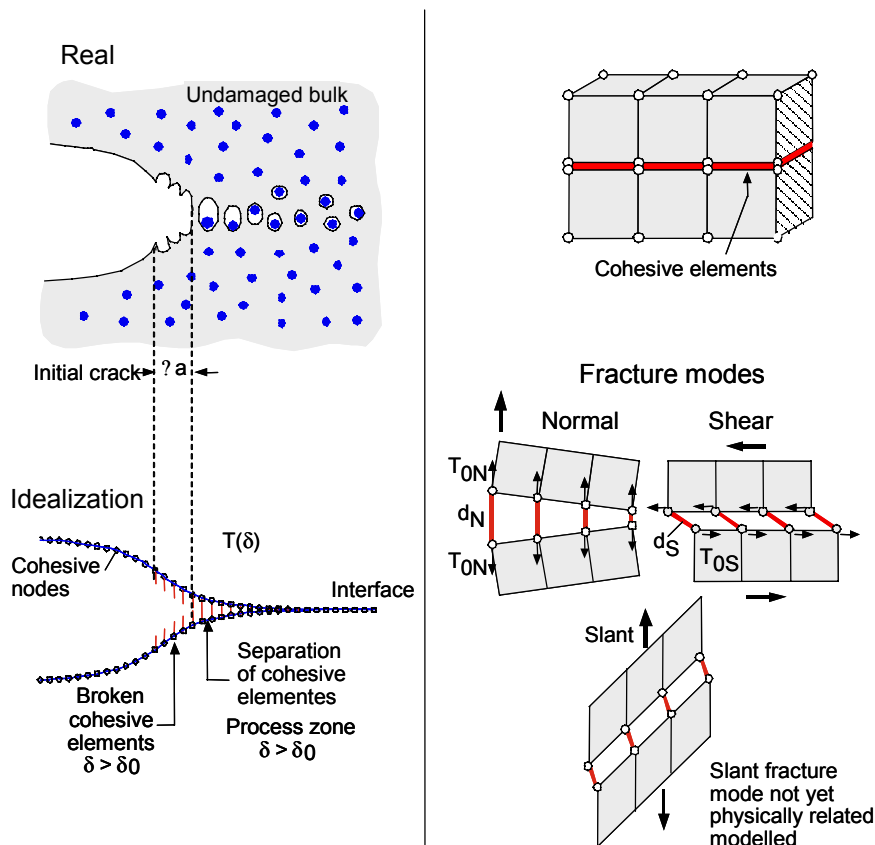 Real
Undamaged bulk
Initial crack
? a
Idealization
T(δ)
Cohesive
nodes
Interface
Separation
of cohesive
elementes
Broken
cohesive
elements
δ > δ0
Process zone
δ > δ0
Cohesive elements
Fracture modes
Normal
Shear
T0N
dN
T0N
dS
T0S
Slant
Slant fracture
mode not yet
physically related
modelled